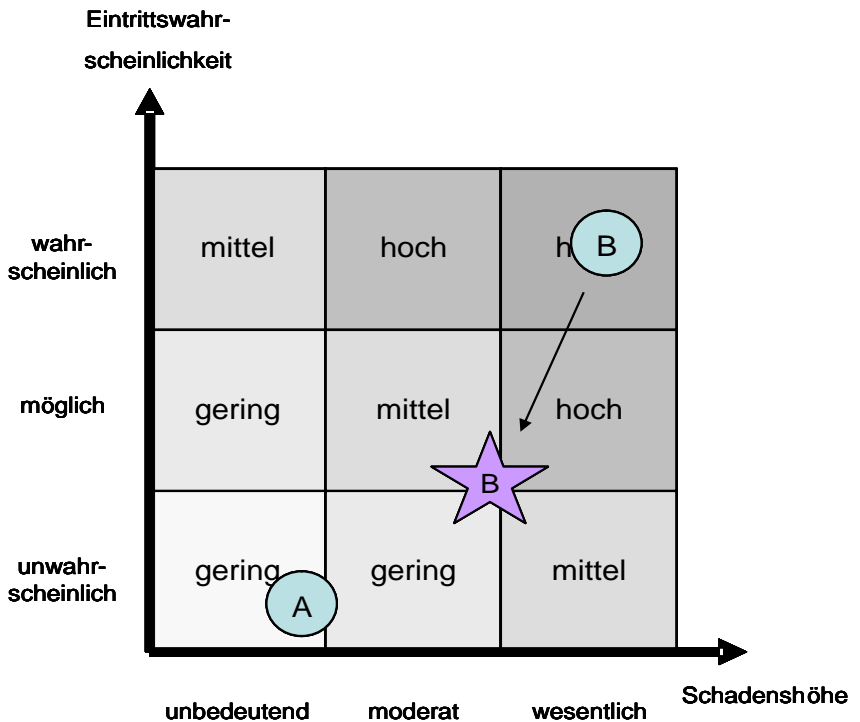 Eintrittswahr-
scheinlichkeit
wahr-
scheinlich
mittel
hoch
h
B
möglich
gering
mittel
hoch
B
unwahr-
scheinlich
gering
gering
mittel
A
unbedeutend
moderat
wesentlich
Schadenshöhe